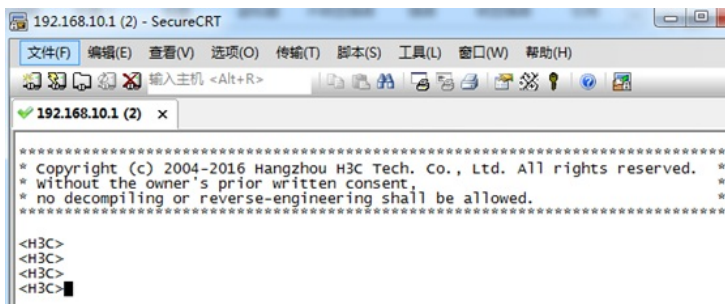 192.168.10.1 (2) - SecureCRT
文件(F) 编辑(E) 查看(V) 选项(O) 传输(T) 脚本(S) 工具(L) 窗口(W) 帮助(H)
输入主机 <Alt+R>
192.168.10.1 (2) x
******************************************************************************
* Copyright (c) 2004-2016 Hangzhou H3C Tech. Co., Ltd. All rights reserved.  *
* Without the owner's prior written consent,                                 *
* no decompiling or reverse-engineering shall be allowed.                    *
******************************************************************************
<H3C>
<H3C>
<H3C>
<H3C>